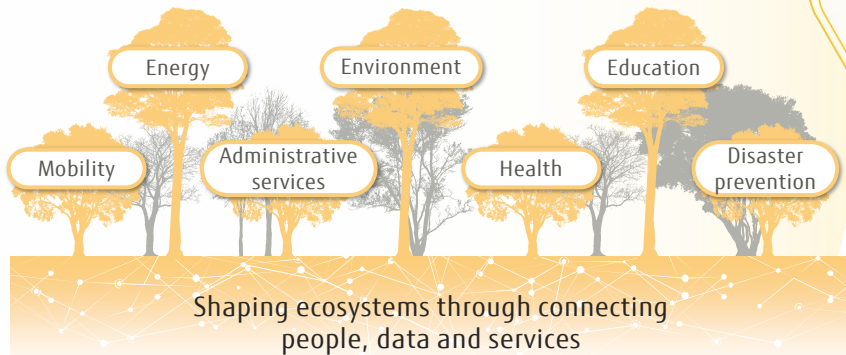 Energy
Environment
Education
Mobility
Administrative
services
Health
Disaster
prevention
Shaping ecosystems through connecting
people, data and services